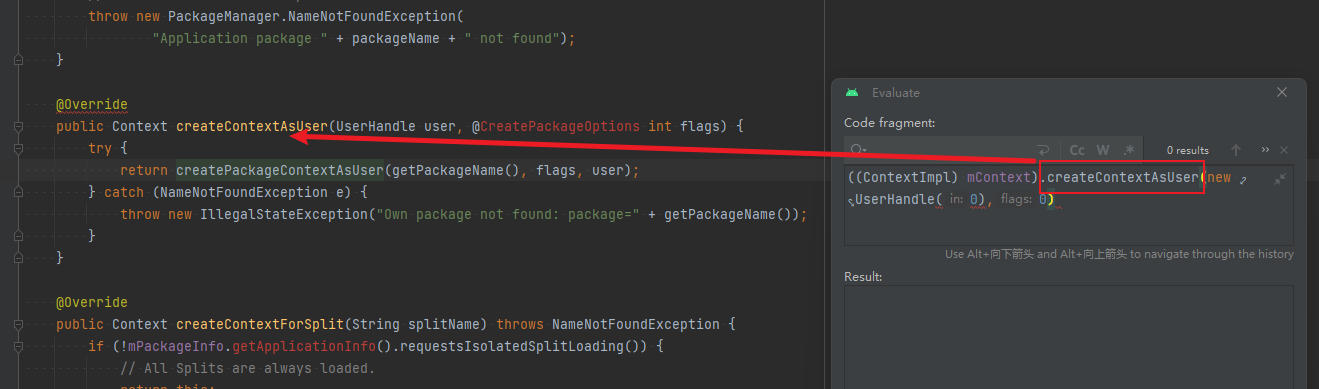 throw new PackageManager.NameNotFoundException(
"Application package " + packageName + " not found");
}
@Override
public Context createContextAsUser(UserHandle user, @CreatePackageOptions int flags) {
try {
return createPackageContextAsUser(getPackageName(), flags, user);
} catch (NameNotFoundException e) {
throw new IllegalStateException("Own package not found: package=" + getPackageName());
}
}
@Override
public Context createContextForSplit(String splitName) throws NameNotFoundException {
if (!mPackageInfo.getApplicationInfo().requestsIsolatedSplitLoading()) {
// All Splits are always loaded.
return this;
Evaluate
Code fragment:
Cc W .* 0 results
((ContextImpl) mContext).createContextAsUser(new
UserHandle( in: 0), flags: 0)
Use Alt+向下箭头 and Alt+向上箭头 to navigate through the history
Result: